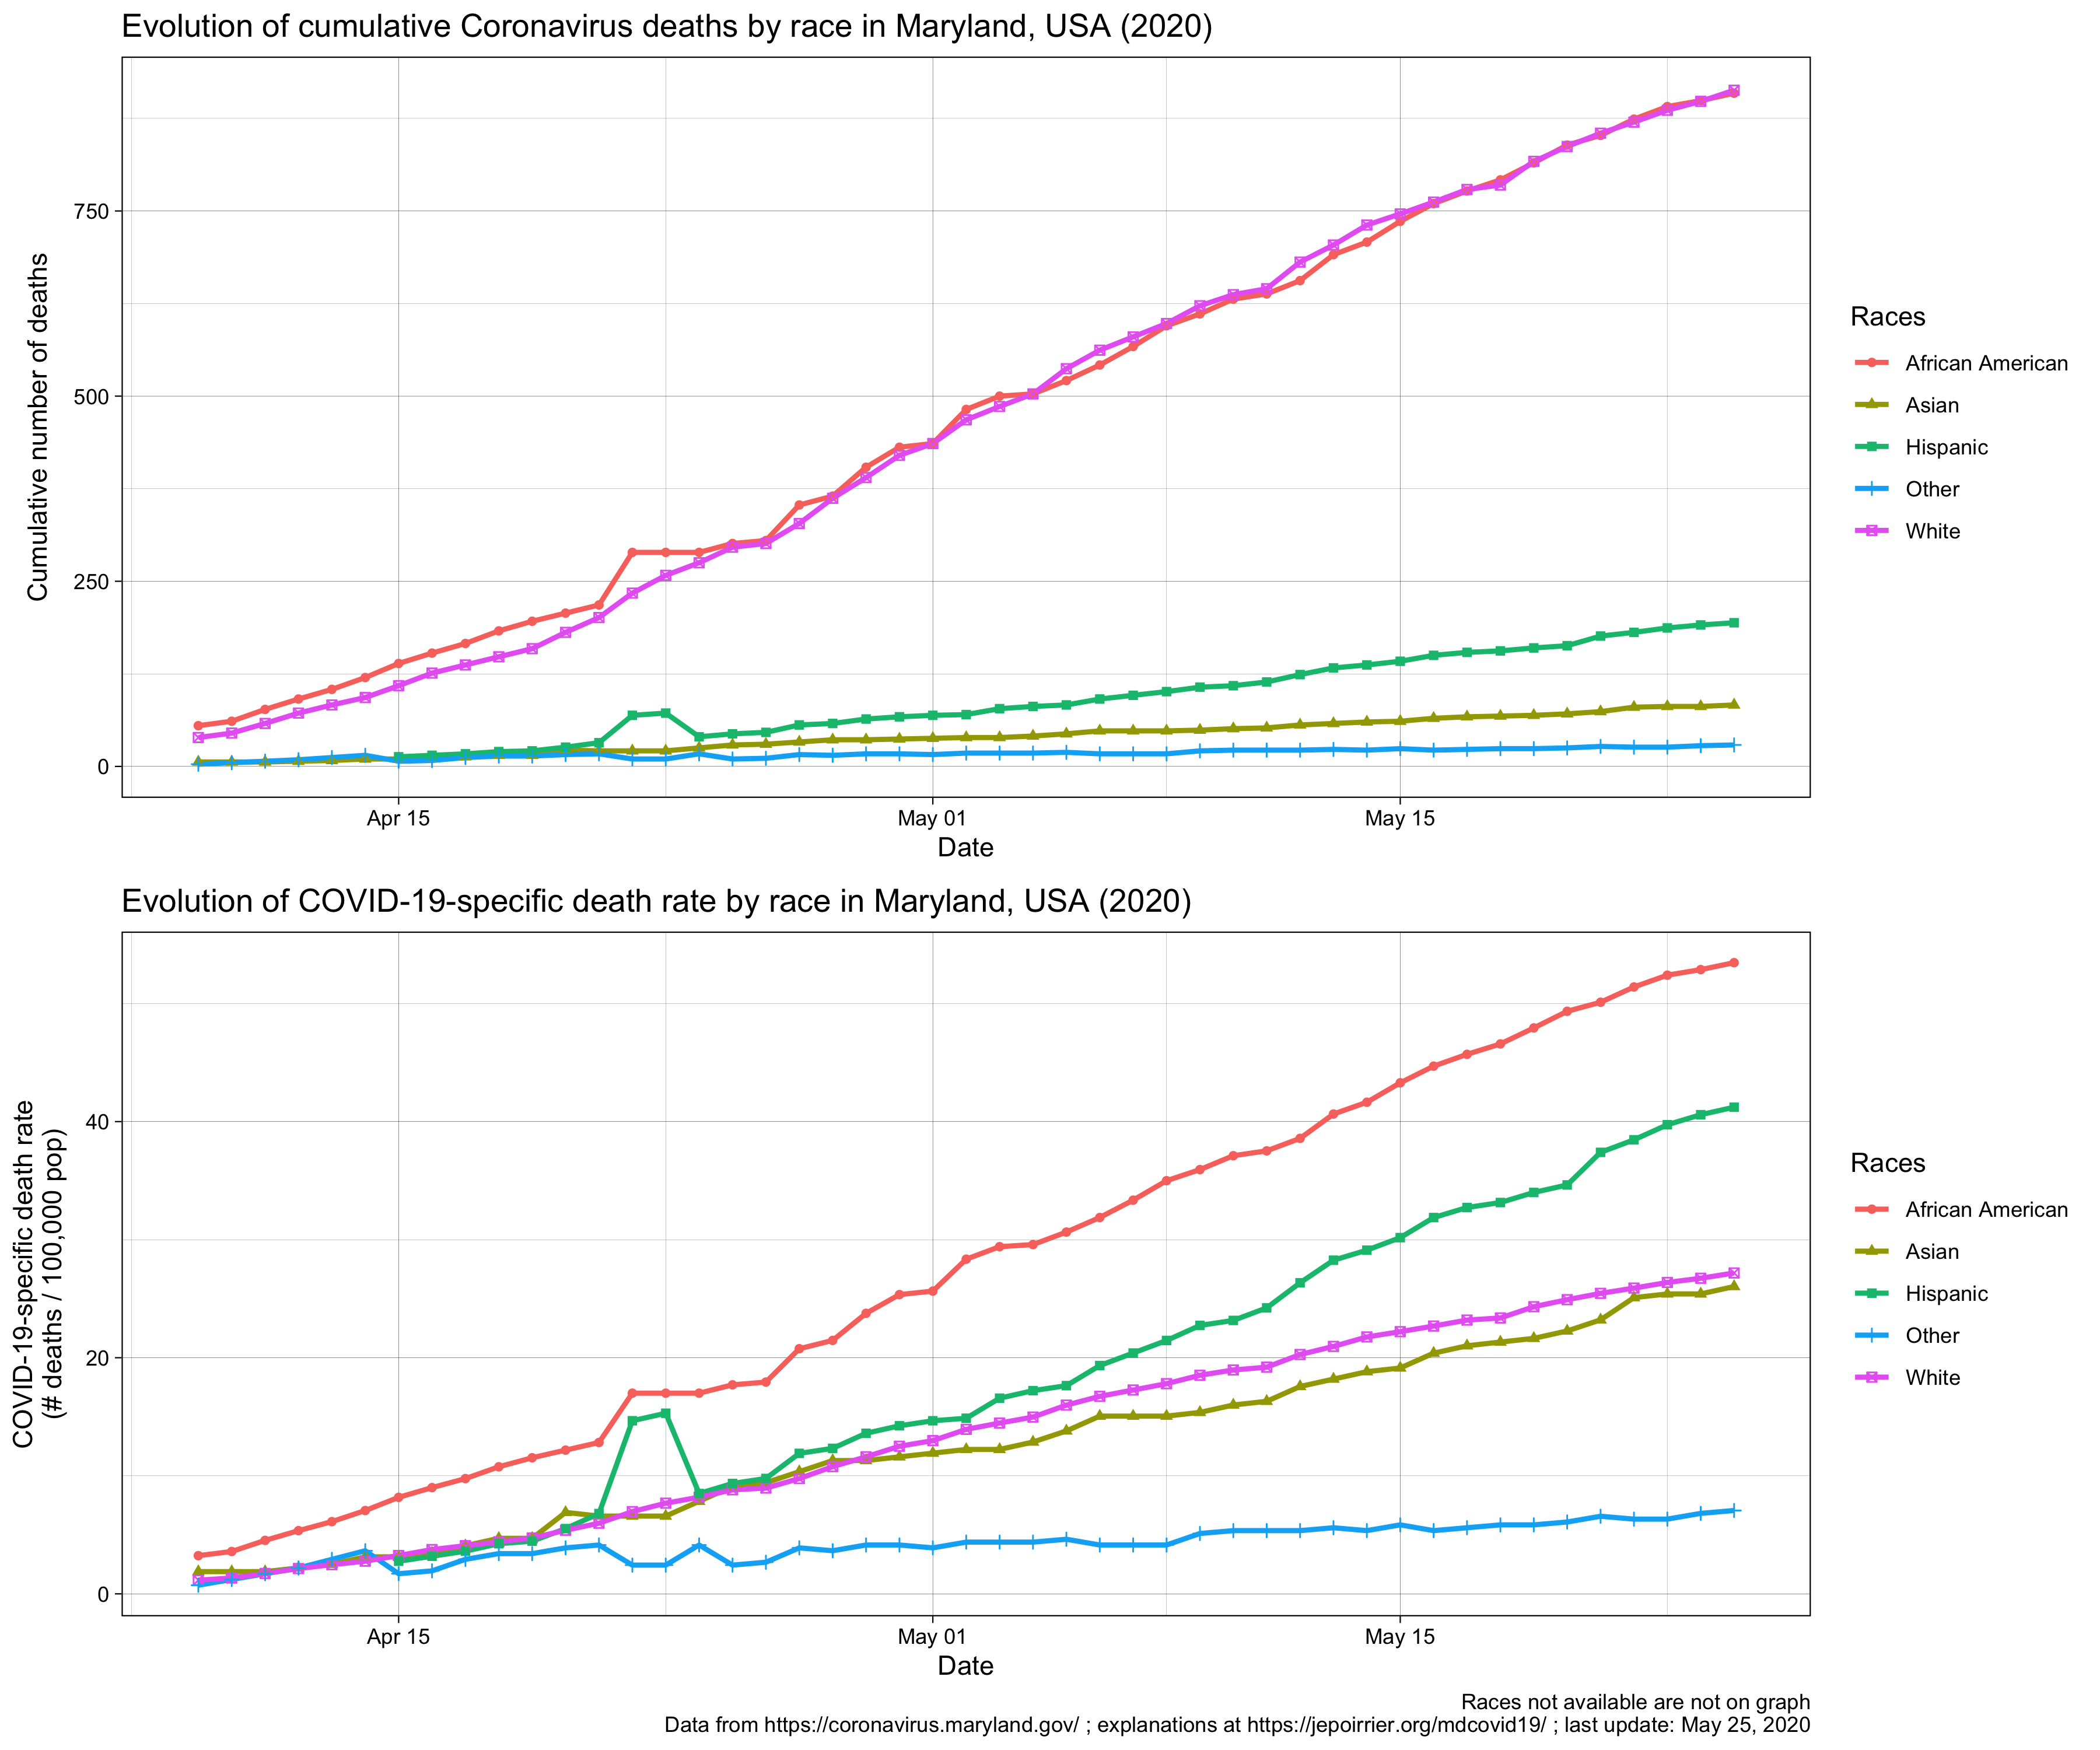 Evolution of cumulative Coronavirus deaths by race in Maryland, USA (2020)
Cumulative number of deaths
750
500
250
0
Apr 15
May 01
May 15
Date
Races
African American
Asian
Hispanic
Other
White
Evolution of COVID-19-specific death rate by race in Maryland, USA (2020)
COVID-19-specific death rate
(# deaths / 100,000 pop)
40
20
0
Apr 15
May 01
May 15
Date
Races
African American
Asian
Hispanic
Other
White
Races not available are not on graph
Data from https://coronavirus.maryland.gov/ ; explanations at https://jepoirrier.org/mdcovid19/ ; last update: May 25, 2020